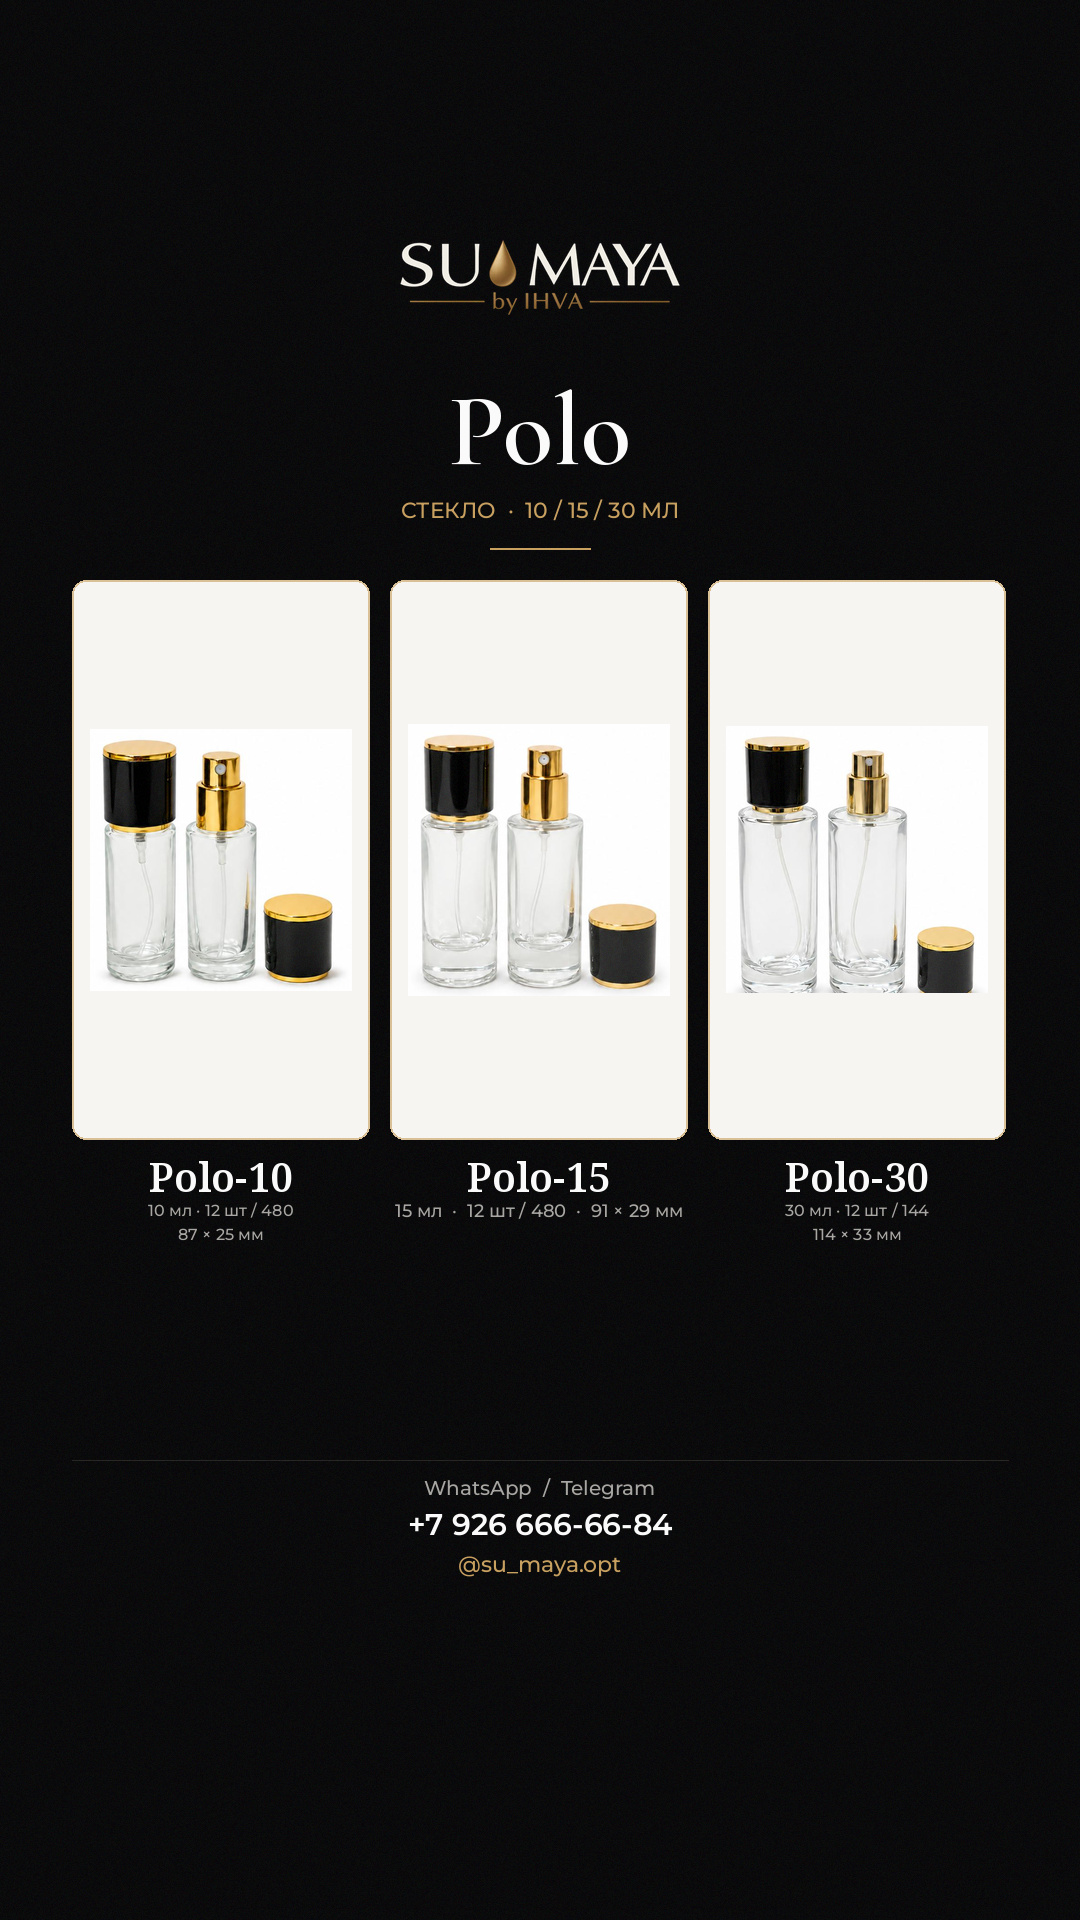 SU MAYA
by IHVA
Polo
СТЕКЛО · 10 / 15 / 30 МЛ
Polo-10
10 мл · 12 шт / 480
87 × 25 мм
Polo-15
15 мл · 12 шт / 480 · 91 × 29 мм
Polo-30
30 мл · 12 шт / 144
114 × 33 мм
WhatsApp / Telegram
+7 926 666-66-84
@su_maya.opt